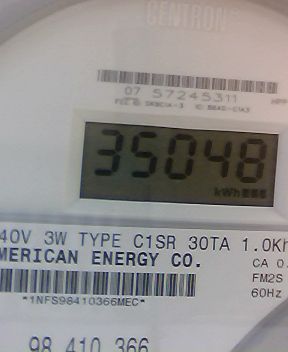 CENTRON
07 57245311
35048
kWh
40V 3W TYPE C1SR 30TA 1.0Kh
MERICAN ENERGY CO.
CA 0.
FM2S
60Hz
*1NFS98410366MEC*
98 410 366